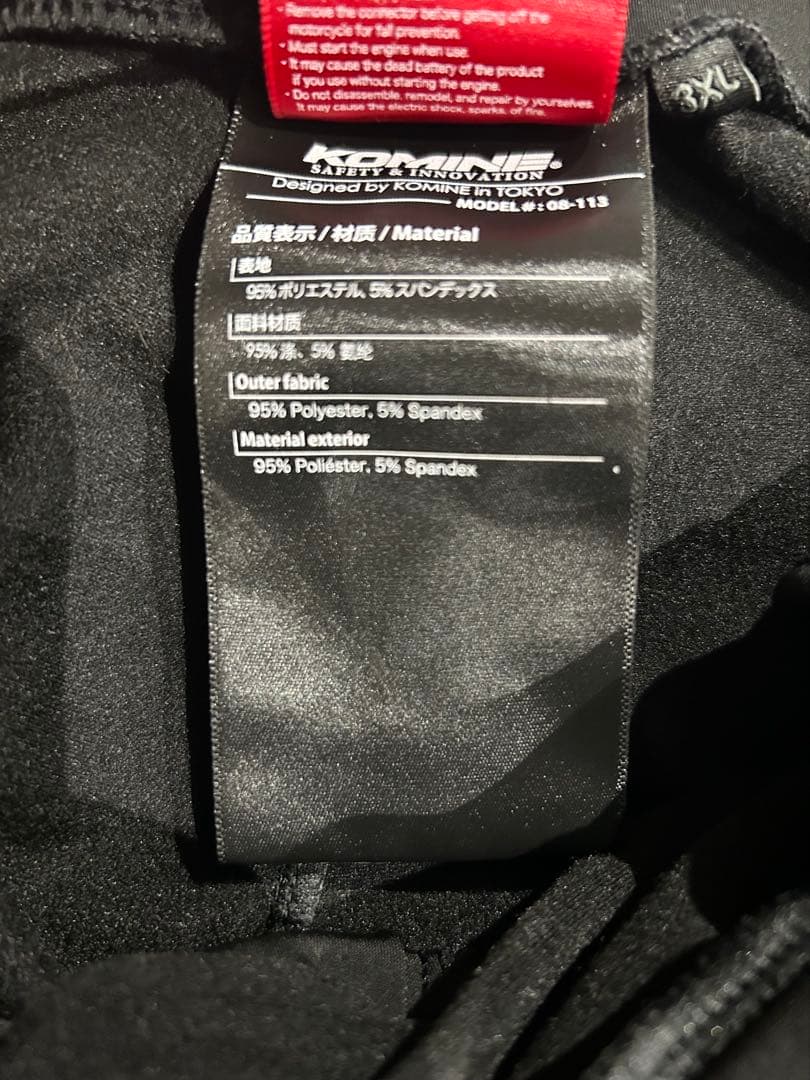 • Remove the connector before getting off the
motorcycle for fall prevention.
• Must start the engine when use.
• It may cause the dead battery of the product
if you use without starting the engine.
• Do not disassemble, remodel, and repair by yourselves.
It may cause the electric shock, sparks, of fire.
3XL
KOMINE®
SAFETY & INNOVATION
Designed by KOMINE in TOKYO
MODEL#: 08-113
品質表示/材质/Material
表地
95%ポリエステル、5%スパンデックス
面料材质
95%涤、5%氨纶
Outer fabric
95% Polyester, 5% Spandex
Material exterior
95% Poliéster, 5% Spandex